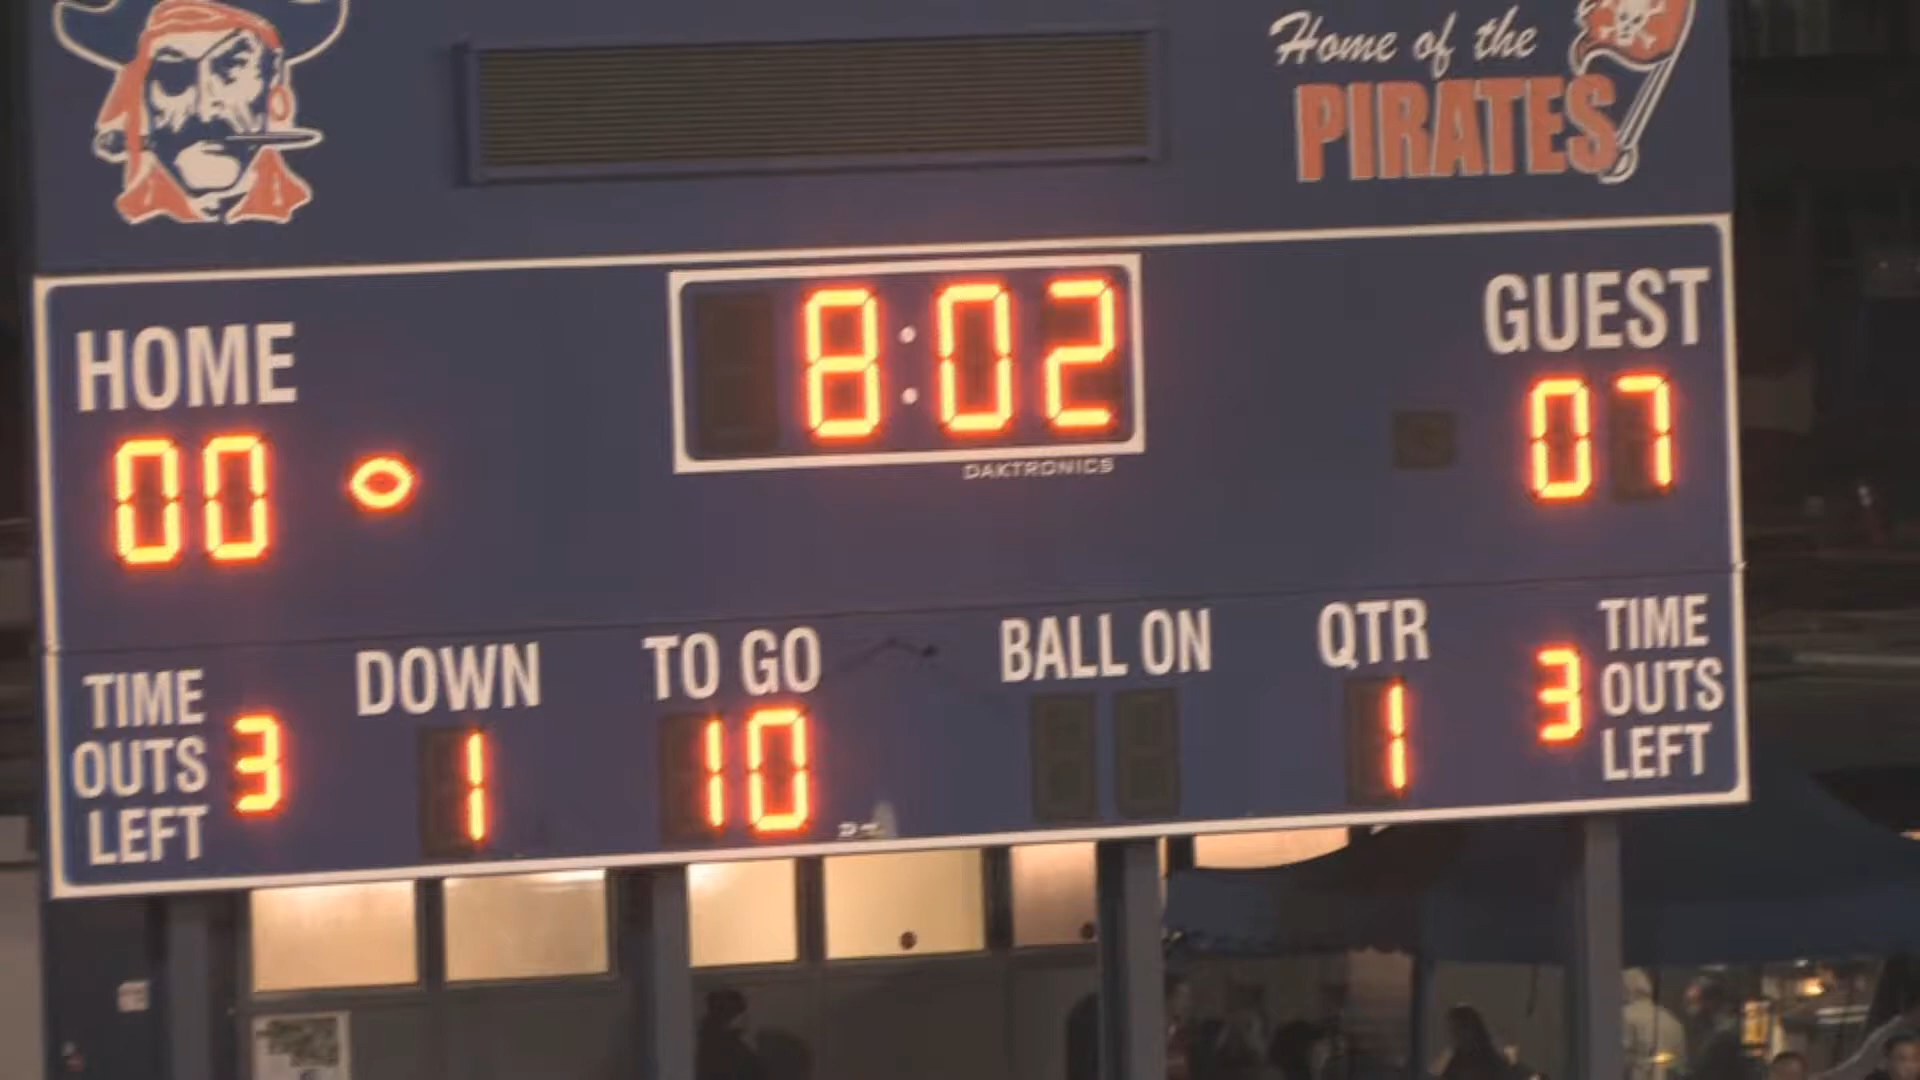 Home of the
PIRATES
HOME
8:02
GUEST
00
07
DAKTRONICS
TIME OUTS LEFT 3
DOWN
1
TO GO
10
BALL ON
QTR
1
3 TIME OUTS LEFT